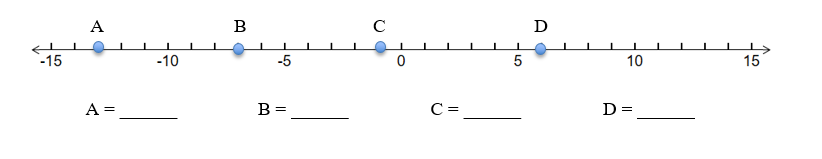 A B C D
-15 -10 -5 0 5 10 15
A = ______ B = ______ C = ______ D = ______